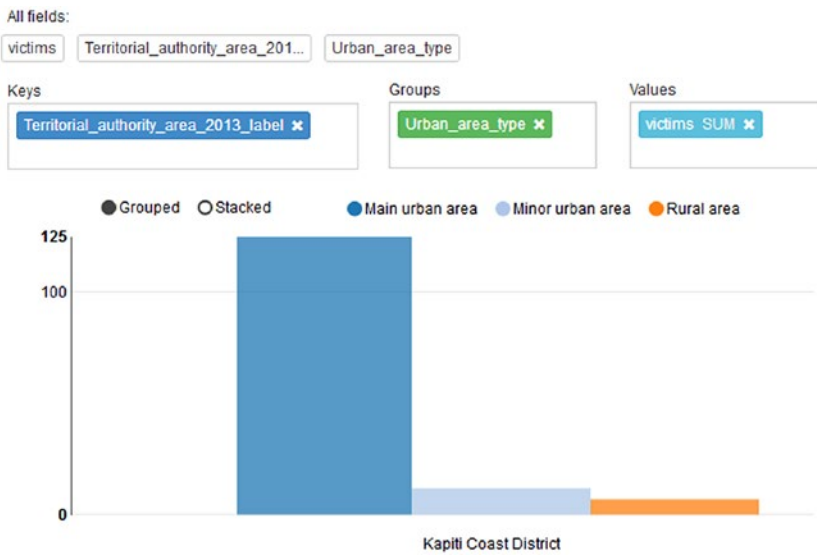 All fields:
victims Territorial_authority_area_201... Urban_area_type
Keys Groups Values
Territorial_authority_area_2013_label ✖ Urban_area_type ✖ victims SUM ✖
Grouped Stacked Main urban area Minor urban area Rural area
125
100
0
Kapiti Coast District